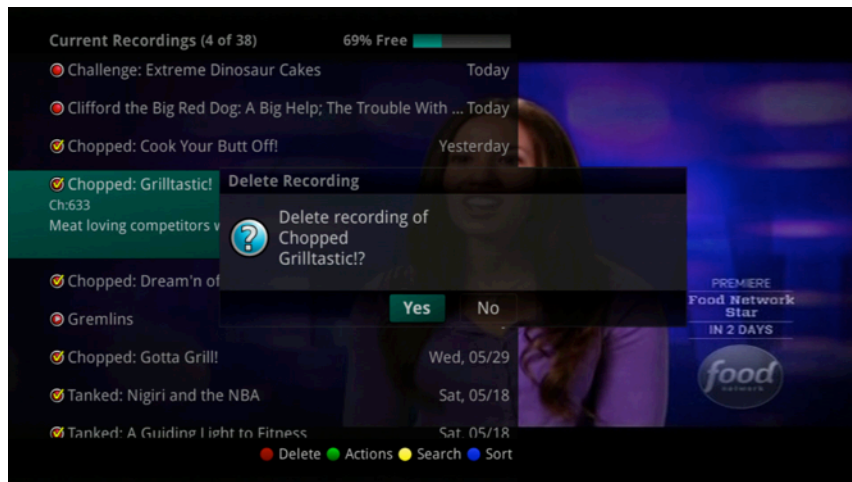 Current Recordings (4 of 38) 69% Free
Challenge: Extreme Dinosaur Cakes Today
Clifford the Big Red Dog: A Big Help; The Trouble With ... Today
Chopped: Cook Your Butt Off! Yesterday
Chopped: Grilltastic!
Ch:633
Meat loving competitors
Delete Recording
Delete recording of
Chopped
Grilltastic!?
Yes No
Chopped: Dream'n of
Gremlins
Chopped: Gotta Grill! Wed, 05/29
Tanked: Nigiri and the NBA Sat, 05/18
Tanked: A Guiding Light to Fitness Sat, 05/18
PREMIERE
Food Network
Star
IN 2 DAYS
food
network
Delete Actions Search Sort